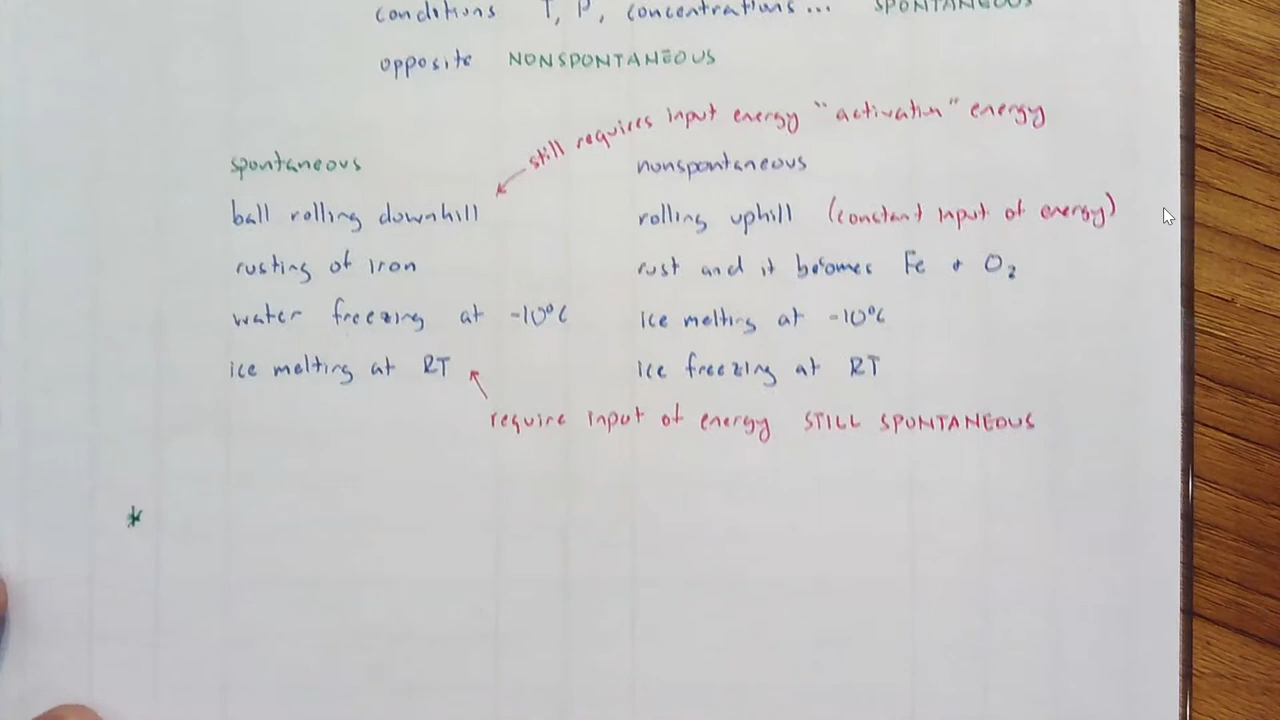 conditions T, P, concentrations... SPONTANEOUS
opposite NONSPONTANEOUS
still requires input energy "activation" energy
spontaneous nonspontaneous
ball rolling downhill rolling uphill (constant input of energy)
rusting of iron rust and it becomes Fe + O2
water freezing at -10°C ice melting at -10°C
ice melting at RT ice freezing at RT
require input of energy STILL SPONTANEOUS
*